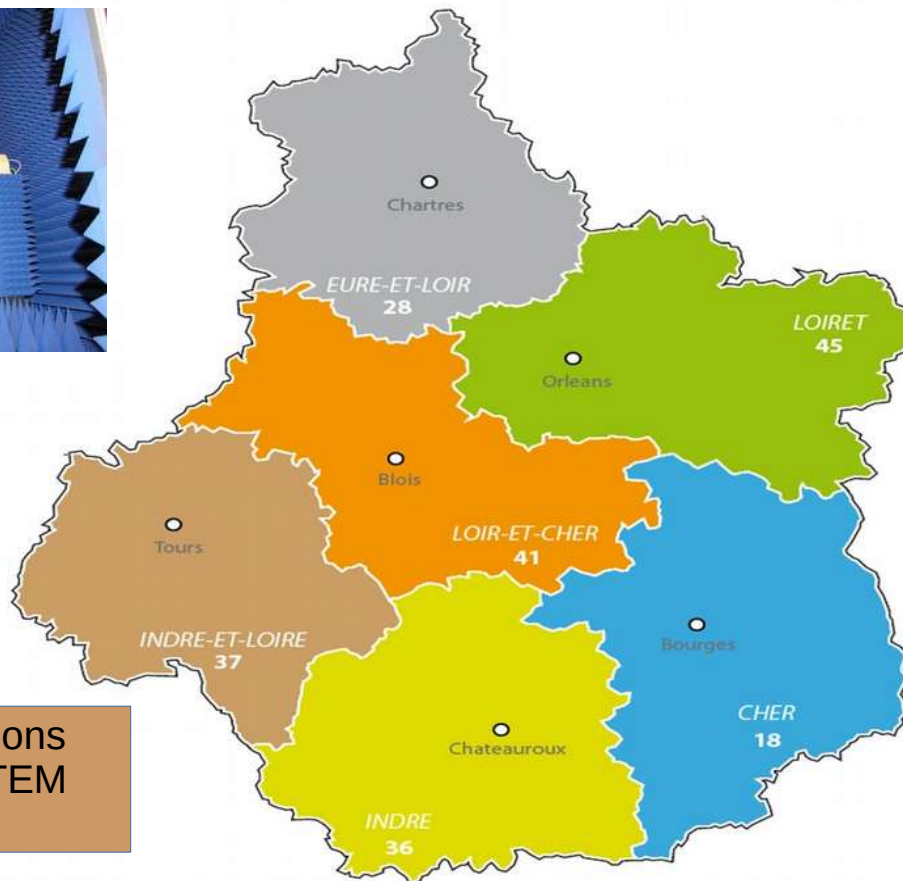 Chartres
EURE-ET-LOIR
28
LOIRET
45
Orleans
Blois
LOIR-ET-CHER
41
Tours
INDRE-ET-LOIRE
37
Bourges
CHER
18
Chateauroux
INDRE
36
ons
TEM